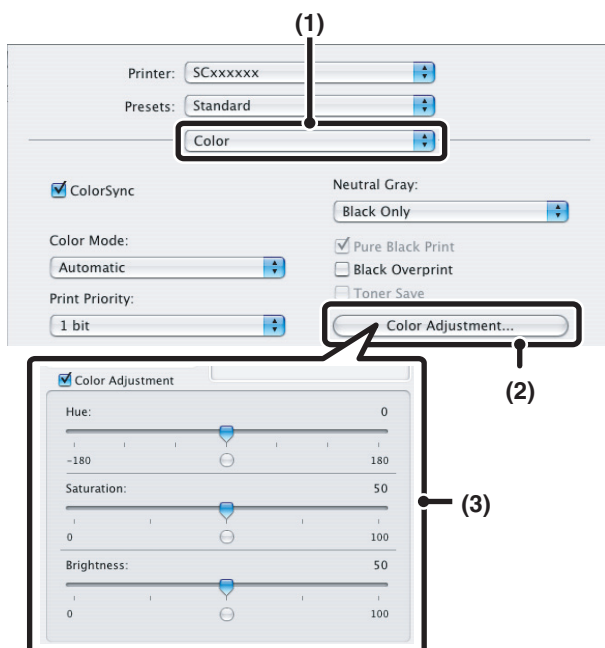 (1)
Printer: SCxxxxxx
Presets: Standard
Color
ColorSync
Neutral Gray:
Black Only
Color Mode:
Automatic
Pure Black Print
Black Overprint
Print Priority:
Toner Save
1 bit
Color Adjustment...
(2)
Color Adjustment
Hue: 0
-180 180
Saturation: 50
0 100
(3)
Brightness: 50
0 100